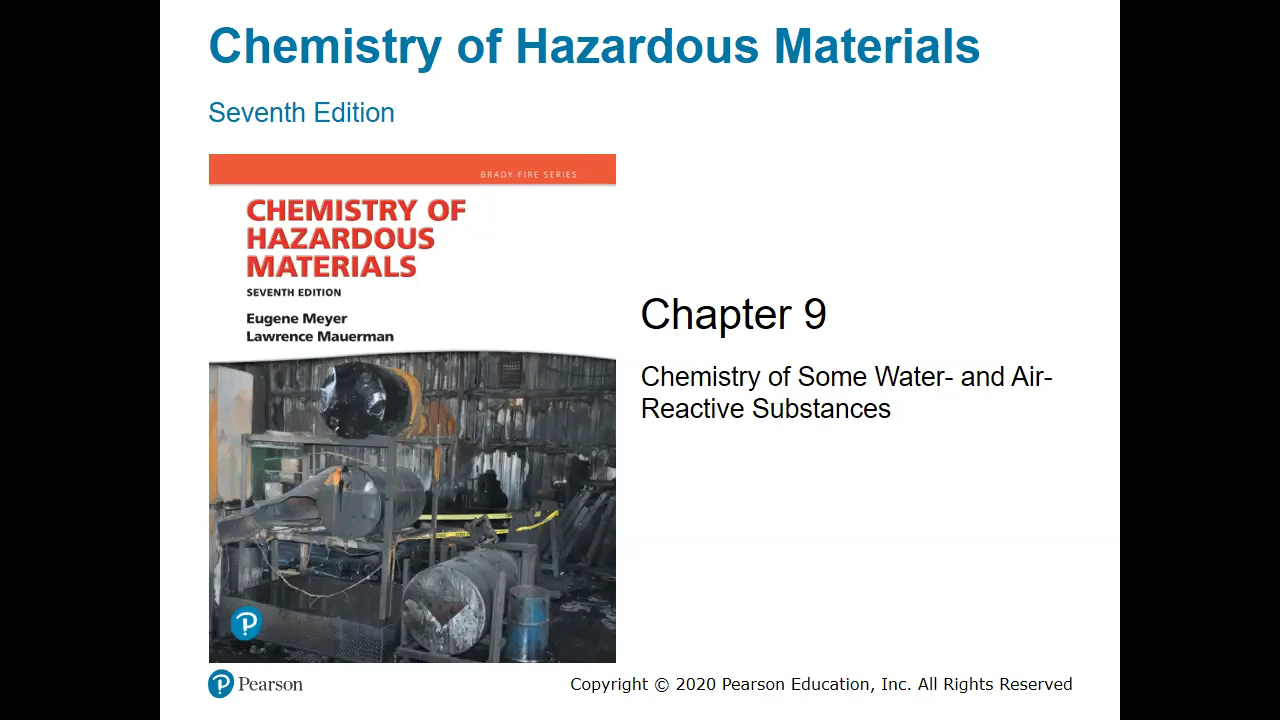 Chemistry of Hazardous Materials
Seventh Edition
BRADY FIRE SERIES
CHEMISTRY OF
HAZARDOUS
MATERIALS
SEVENTH EDITION
Eugene Meyer
Lawrence Mauerman
Chapter 9
Chemistry of Some Water- and Air-
Reactive Substances
Pearson
Copyright © 2020 Pearson Education, Inc. All Rights Reserved